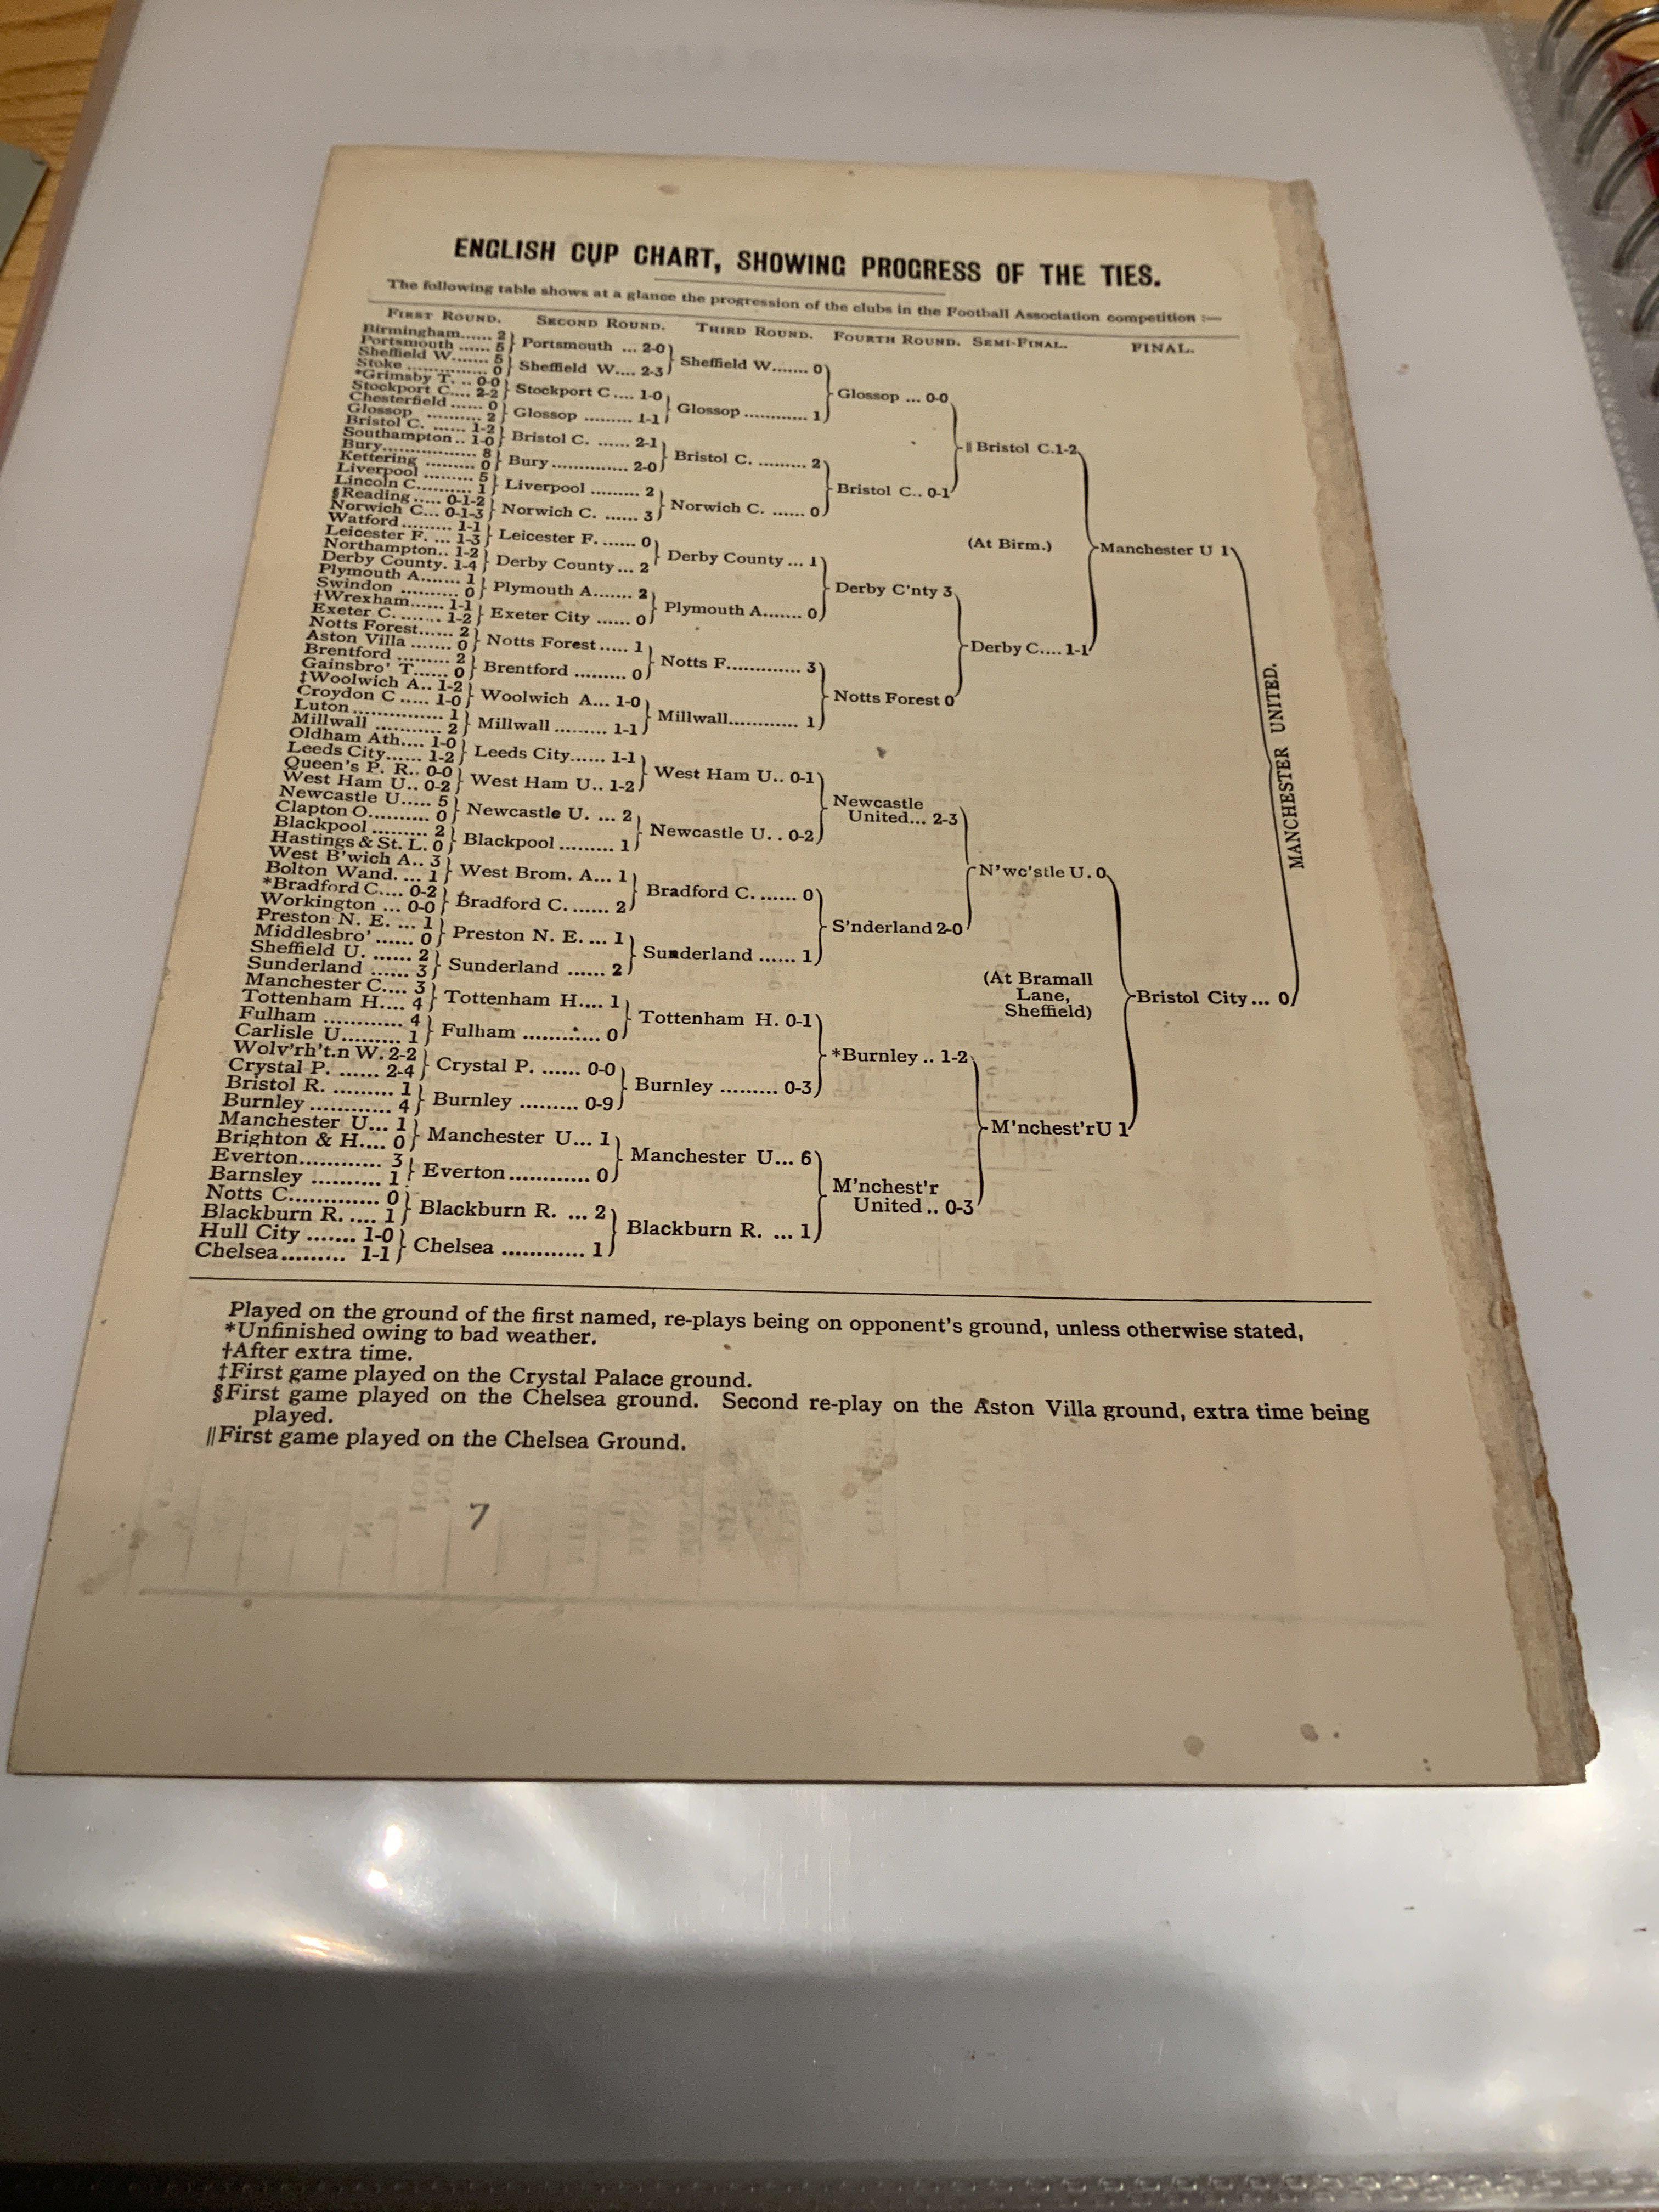 ENGLISH CUP CHART, SHOWING PROGRESS OF THE TIES.
The following table shows at a glance the progression of the clubs in the Football Association competition :—
FIRST ROUND. SECOND ROUND. THIRD ROUND. FOURTH ROUND. SEMI-FINAL. FINAL.
Birmingham...... 2
Portsmouth ...... 5
Sheffield W....... 5
Stoke .............. 0
*Grimsby T. .. 0-0
Stockport C.... 2-2
Chesterfield ...... 0
Glossop .......... 2
Bristol C. ...... 1-2
Southampton .. 1-0
Bury................ 8
Kettering ......... 0
Liverpool ......... 5
Lincoln C.......... 1
§Reading ..... 0-1-2
Norwich C... 0-1-3
Watford ......... 1-1
Leicester F. ... 1-3
Northampton.. 1-2
Derby County. 1-4
Plymouth A....... 1
Swindon .......... 0
†Wrexham...... 1-1
Exeter C. ....... 1-2
Notts Forest...... 2
Aston Villa ....... 0
Brentford ......... 2
Gainsbro' T...... 0
‡Woolwich A.. 1-2
Croydon C ..... 1-0
Luton ............... 1
Millwall ............ 2
Oldham Ath.... 1-0
Leeds City...... 1-2
Queen's P. R.. 0-0
West Ham U.. 0-2
Newcastle U..... 5
Clapton O.......... 0
Blackpool ......... 2
Hastings & St. L. 0
West B'wich A.. 3
Bolton Wand. ... 1
*Bradford C.... 0-2
Workington ... 0-0
Preston N. E. ... 1
Middlesbro' ...... 0
Sheffield U. ...... 2
Sunderland ...... 3
Manchester C.... 3
Tottenham H.... 4
Fulham ............ 4
Carlisle U......... 1
Wolv'rh't.n W. 2-2
Crystal P. ...... 2-4
Bristol R. ......... 1
Burnley ............ 4
Manchester U... 1
Brighton & H.... 0
Everton............ 3
Barnsley .......... 1
Notts C............. 0
Blackburn R. .... 1
Hull City ....... 1-0
Chelsea......... 1-1
Portsmouth ... 2-0
Sheffield W.... 2-3
Stockport C .... 1-0
Glossop ......... 1-1
Bristol C. ...... 2-1
Bury ............. 2-0
Liverpool ......... 2
Norwich C. ...... 3
Leicester F. ...... 0
Derby County ... 2
Plymouth A....... 2
Exeter City ...... 0
Notts Forest ..... 1
Brentford ......... 0
Woolwich A... 1-0
Millwall ......... 1-1
Leeds City...... 1-1
West Ham U.. 1-2
Newcastle U. ... 2
Blackpool ......... 1
West Brom. A... 1
Bradford C. ...... 2
Preston N. E. ... 1
Sunderland ...... 2
Tottenham H.... 1
Fulham ............ 0
Crystal P. ...... 0-0
Burnley ......... 0-9
Manchester U... 1
Everton ............ 0
Blackburn R. ... 2
Chelsea ............ 1
Sheffield W....... 0
Glossop ............ 1
Bristol C. ......... 2
Norwich C. ...... 0
Derby County ... 1
Plymouth A....... 0
Notts F............. 3
Millwall............ 1
West Ham U.. 0-1
Newcastle U. . 0-2
Bradford C. ...... 0
Sunderland ...... 1
Tottenham H. 0-1
Burnley ......... 0-3
Manchester U... 6
Blackburn R. ... 1
Glossop ... 0-0
Bristol C.. 0-1
Derby C'nty 3
Notts Forest 0
Newcastle
United... 2-3
S'nderland 2-0
*Burnley .. 1-2
M'nchest'r
United .. 0-3
‖Bristol C.1-2
(At Birm.)
Derby C.... 1-1
N'wc'stle U. 0
(At Bramall
Lane,
Sheffield)
M'nchest'rU 1
Manchester U 1
Bristol City ... 0
MANCHESTER UNITED.
Played on the ground of the first named, re-plays being on opponent's ground, unless otherwise stated,
*Unfinished owing to bad weather.
†After extra time.
‡First game played on the Crystal Palace ground.
§First game played on the Chelsea ground. Second re-play on the Aston Villa ground, extra time being
played.
‖First game played on the Chelsea Ground.
7